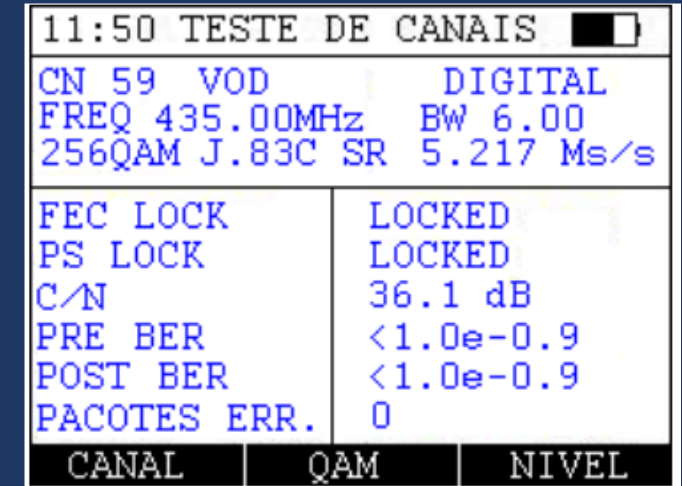 11:50 TESTE DE CANAIS
CN 59 VOD DIGITAL
FREQ 435.00MHz BW 6.00
256QAM J.83C SR 5.217 Ms/s
FEC LOCK LOCKED
PS LOCK LOCKED
C/N 36.1 dB
PRE BER <1.0e-0.9
POST BER <1.0e-0.9
PACOTES ERR. 0
CANAL QAM NIVEL